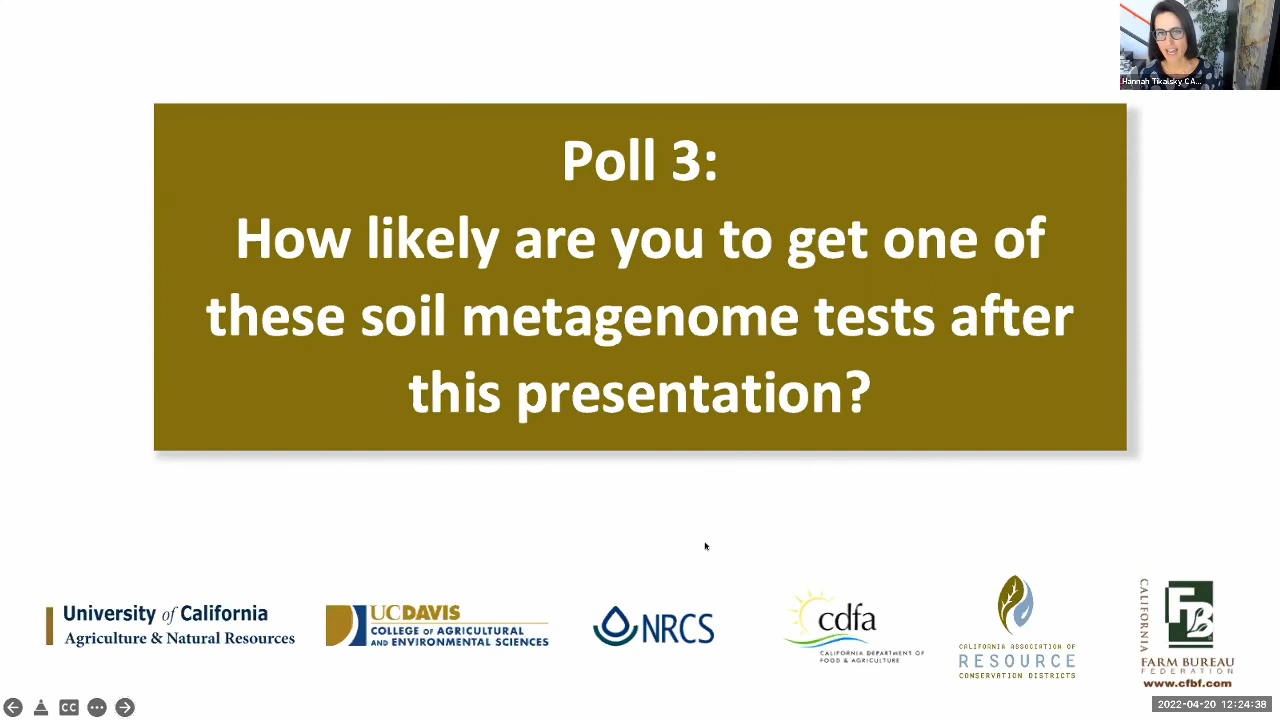 Hannah Tikalsky CA...
Poll 3:
How likely are you to get one of
these soil metagenome tests after
this presentation?
University of California
Agriculture & Natural Resources
UCDAVIS
COLLEGE OF AGRICULTURAL
AND ENVIRONMENTAL SCIENCES
NRCS
cdfa
CALIFORNIA DEPARTMENT OF
FOOD & AGRICULTURE
CALIFORNIA ASSOCIATION OF
RESOURCE
CONSERVATION DISTRICTS
CALIFORNIA
FB
FARM BUREAU
FEDERATION
www.cfbf.com
CC
2022-04-20 12:24:38